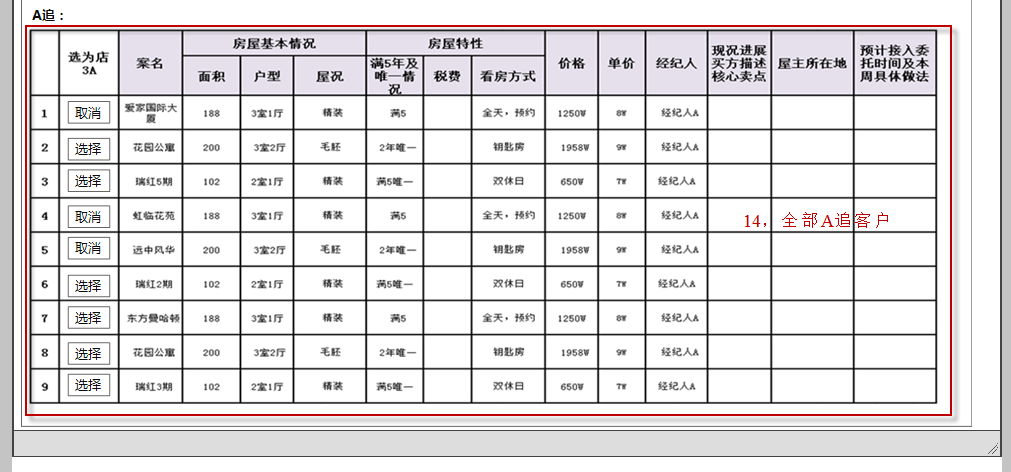 A追：
选为店3A 案名 房屋基本情况 房屋特性 价格 单价 经纪人 现况进展买方描述核心卖点 屋主所在地 预计接入委托时间及本周具体做法
面积 户型 屋况 满5年及唯一情况 税费 看房方式
1 取消 爱家国际大厦 188 3室1厅 精装 满5 全天，预约 1250W 8W 经纪人A
2 选择 花园公寓 200 3室2厅 毛胚 2年唯一 钥匙房 1958W 9W 经纪人A
3 选择 瑞红5期 102 2室1厅 精装 满5唯一 双休日 650W 7W 经纪人A
4 取消 虹临花苑 188 3室1厅 精装 满5 全天，预约 1250W 8W 经纪人A
14，全部A追客户
5 取消 远中风华 200 3室2厅 毛胚 2年唯一 钥匙房 1958W 9W 经纪人A
6 选择 瑞红2期 102 2室1厅 精装 满5唯一 双休日 650W 7W 经纪人A
7 选择 东方曼哈顿 188 3室1厅 精装 满5 全天，预约 1250W 8W 经纪人A
8 选择 花园公寓 200 3室2厅 毛胚 2年唯一 钥匙房 1958W 9W 经纪人A
9 选择 瑞红3期 102 2室1厅 精装 满5唯一 双休日 650W 7W 经纪人A